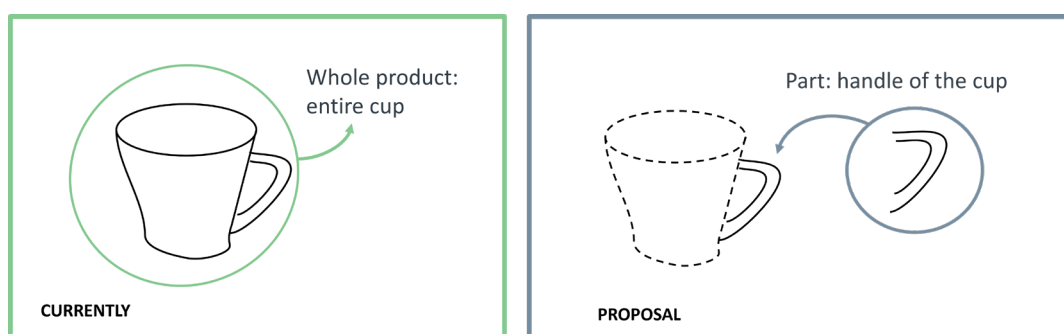 Whole product:
entire cup
CURRENTLY
Part: handle of the cup
PROPOSAL